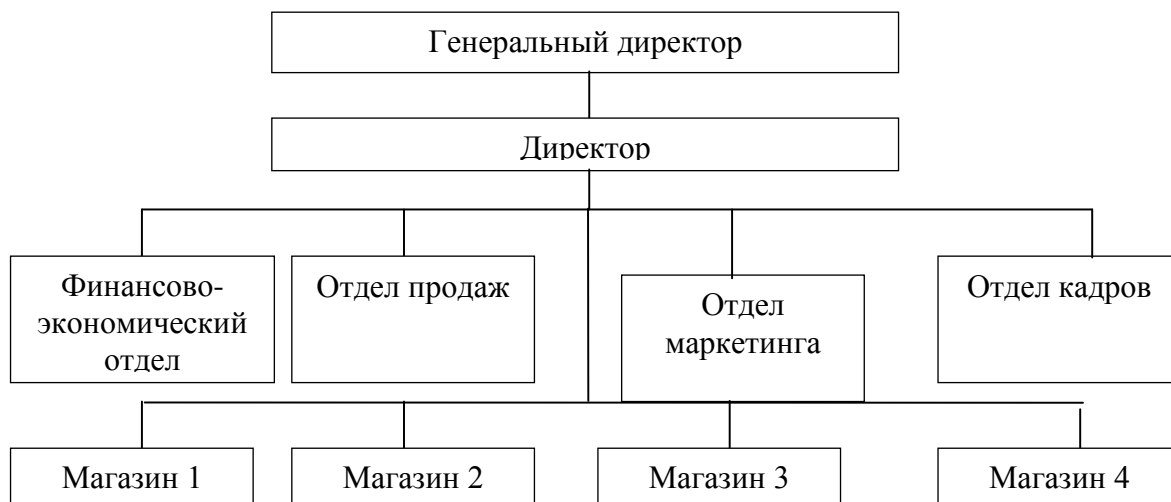 Генеральный директор
Директор
Финансово-
экономический
отдел
Отдел продаж
Отдел
маркетинга
Отдел кадров
Магазин 1
Магазин 2
Магазин 3
Магазин 4